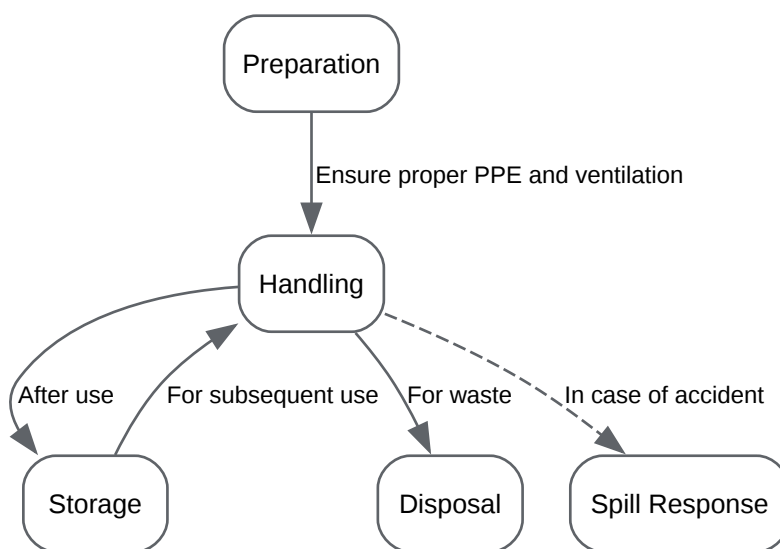 Preparation
Ensure proper PPE and ventilation
Handling
After use
For subsequent use
For waste
In case of accident
Storage
Disposal
Spill Response